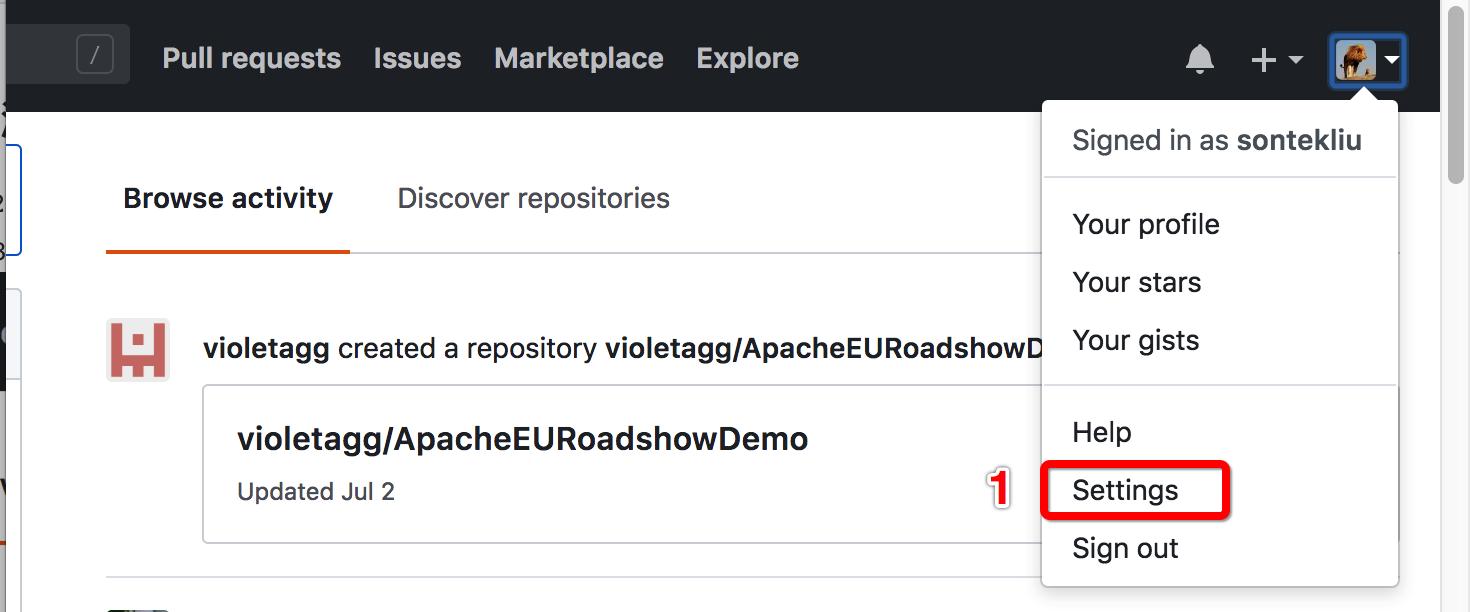 /
Pull requests
Issues
Marketplace
Explore
Signed in as sontekliu
Browse activity
Discover repositories
Your profile
Your stars
Your gists
violetagg created a repository violetagg/ApacheEURoadshowD
violetagg/ApacheEURoadshowDemo
Updated Jul 2
Help
1
Settings
Sign out